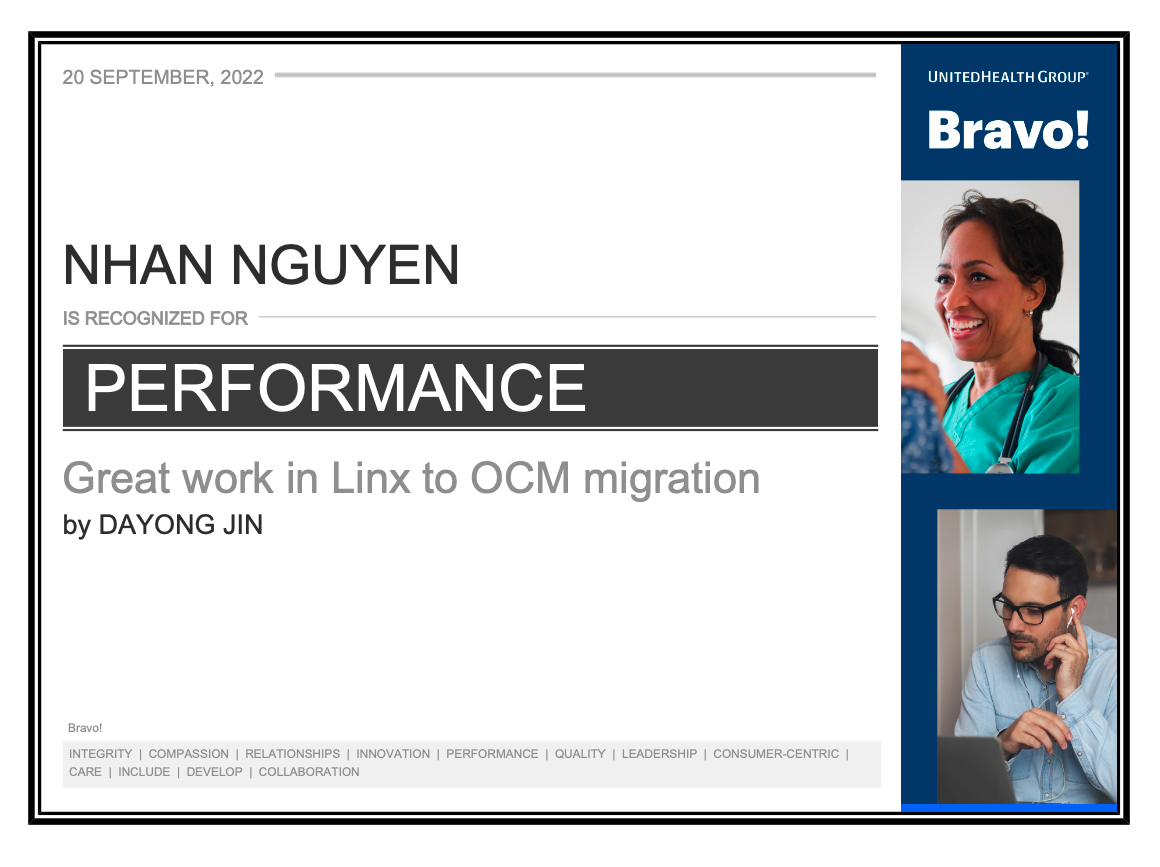 20 SEPTEMBER, 2022
UNITEDHEALTH GROUP®
Bravo!
NHAN NGUYEN
IS RECOGNIZED FOR
PERFORMANCE
Great work in Linx to OCM migration
by DAYONG JIN
Bravo!
INTEGRITY | COMPASSION | RELATIONSHIPS | INNOVATION | PERFORMANCE | QUALITY | LEADERSHIP | CONSUMER-CENTRIC |
CARE | INCLUDE | DEVELOP | COLLABORATION